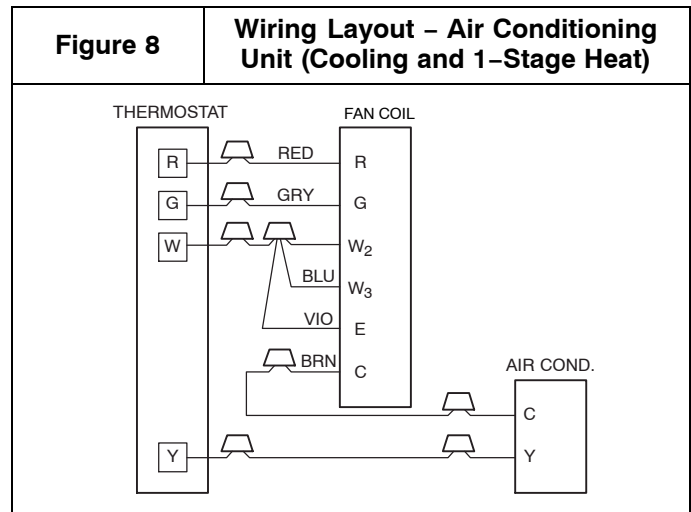 Figure 8
Wiring Layout – Air Conditioning
Unit (Cooling and 1–Stage Heat)
THERMOSTAT
FAN COIL
R
RED
R
G
GRY
G
W
W2
BLU
W3
VIO
E
BRN
C
AIR COND.
C
Y
Y